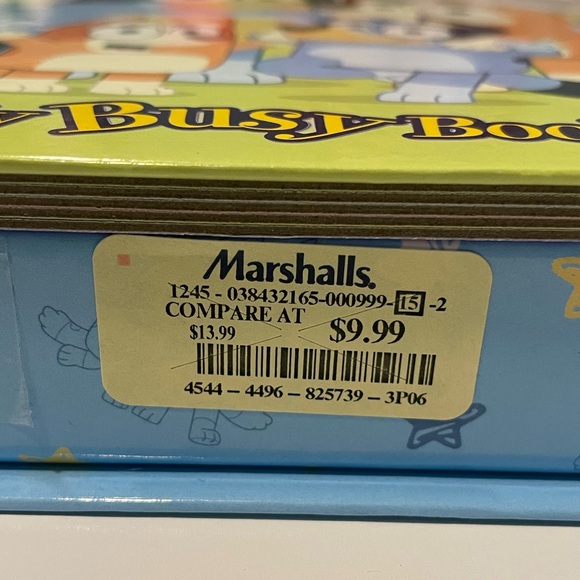 Y Busy Boo
Marshalls.
1245 - 038432165-000999-15 -2
COMPARE AT
$13.99 $9.99
4544 – 4496 – 825739 – 3P06